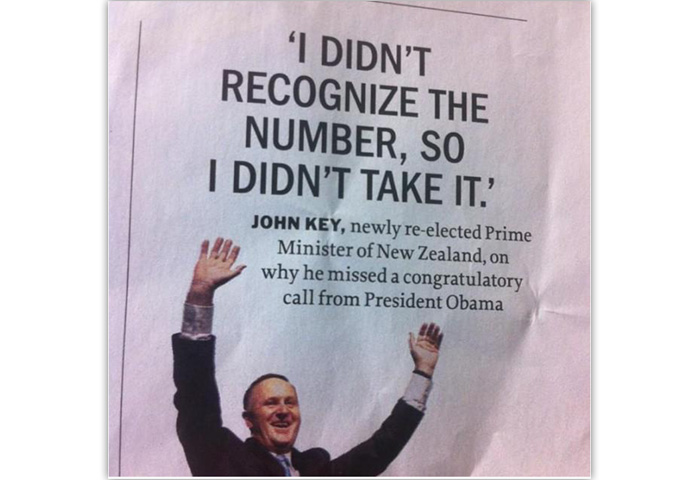 ‘I DIDN’T
RECOGNIZE THE
NUMBER, SO
I DIDN’T TAKE IT.’
JOHN KEY, newly re-elected Prime
Minister of New Zealand, on
why he missed a congratulatory
call from President Obama